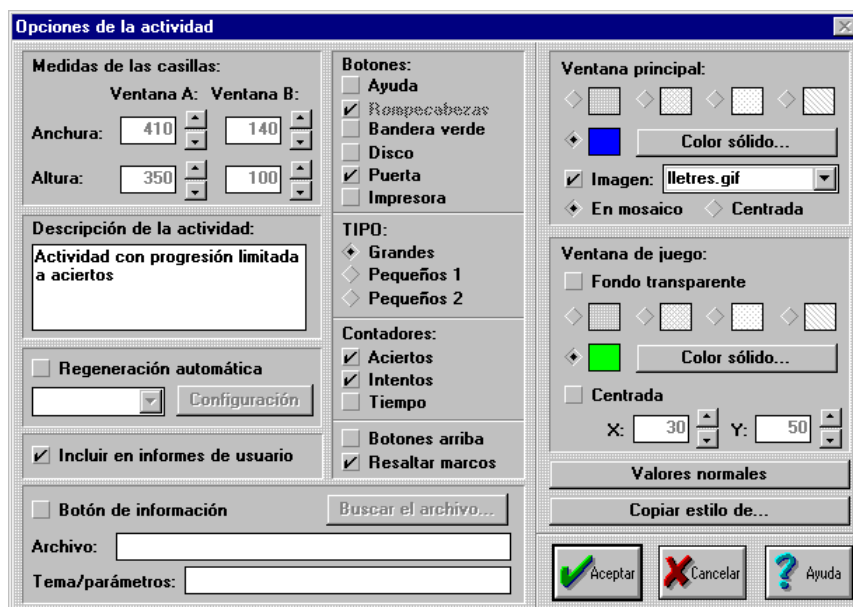 Opciones de la actividad
Medidas de las casillas:
Ventana A: Ventana B:
Anchura: 410 140
Altura: 350 100
Descripción de la actividad:
Actividad con progresión limitada
a aciertos
Regeneración automática
Configuración
Incluir en informes de usuario
Botón de información
Buscar el archivo...
Archivo:
Tema/parámetros:
Botones:
Ayuda
Rompecabezas
Bandera verde
Disco
Puerta
Impresora
TIPO:
Grandes
Pequeños 1
Pequeños 2
Contadores:
Aciertos
Intentos
Tiempo
Botones arriba
Resaltar marcos
Ventana principal:
Color sólido...
Imagen: lletres.gif
En mosaico Centrada
Ventana de juego:
Fondo transparente
Color sólido...
Centrada
X: 30 Y: 50
Valores normales
Copiar estilo de...
Aceptar Cancelar Ayuda